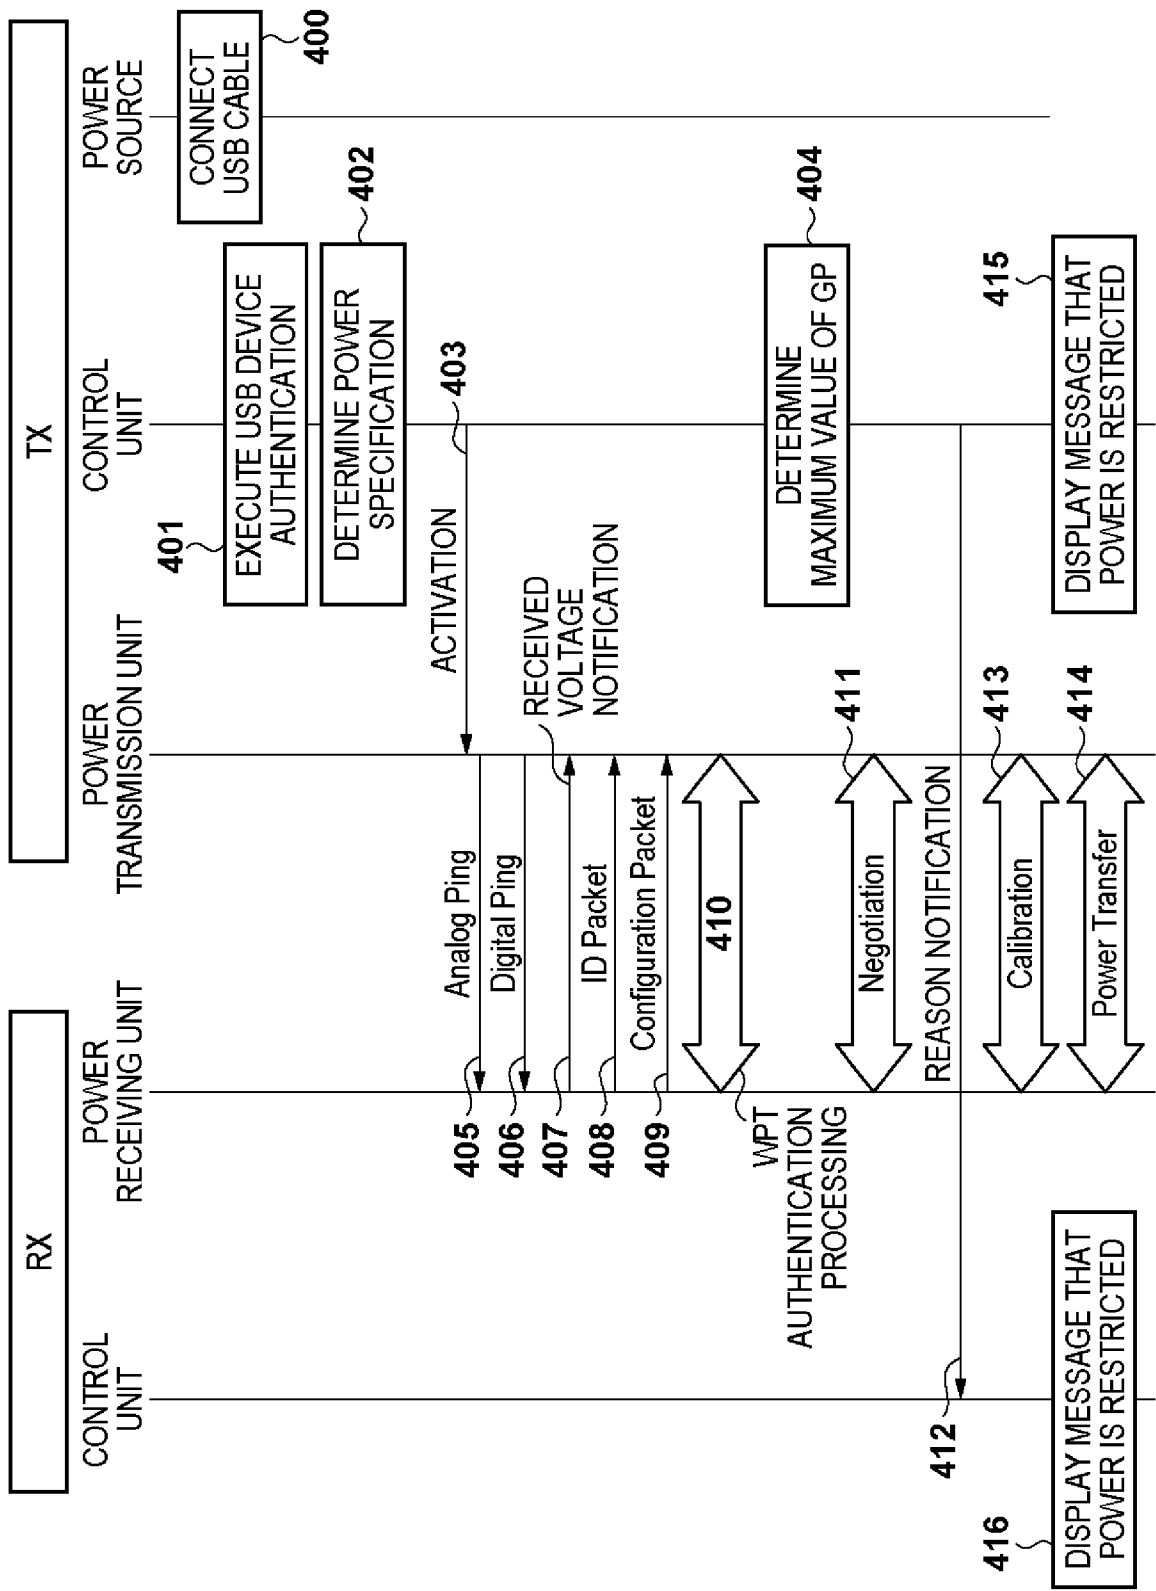 RX
TX
CONTROL
UNIT
POWER
RECEIVING UNIT
POWER
TRANSMISSION UNIT
CONTROL
UNIT
POWER
SOURCE
CONNECT
USB CABLE
400
401
EXECUTE USB DEVICE
AUTHENTICATION
402
DETERMINE POWER
SPECIFICATION
ACTIVATION
403
405
Analog Ping
406
Digital Ping
407
RECEIVED
VOLTAGE
NOTIFICATION
408
ID Packet
409
Configuration Packet
410
WPT
AUTHENTICATION
PROCESSING
404
DETERMINE
MAXIMUM VALUE OF GP
Negotiation
411
412
REASON NOTIFICATION
Calibration
413
416
DISPLAY MESSAGE THAT
POWER IS RESTRICTED
Power Transfer
414
415
DISPLAY MESSAGE THAT
POWER IS RESTRICTED